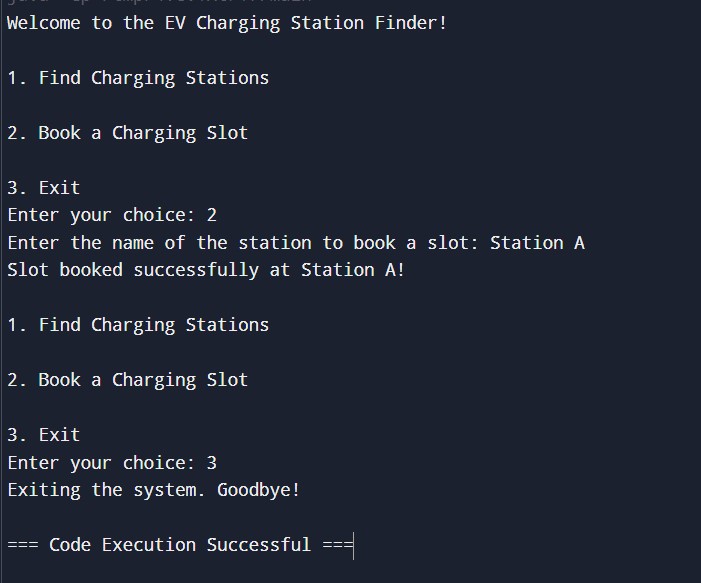 Welcome to the EV Charging Station Finder!
1. Find Charging Stations
2. Book a Charging Slot
3. Exit
Enter your choice: 2
Enter the name of the station to book a slot: Station A
Slot booked successfully at Station A!
1. Find Charging Stations
2. Book a Charging Slot
3. Exit
Enter your choice: 3
Exiting the system. Goodbye!
=== Code Execution Successful ===